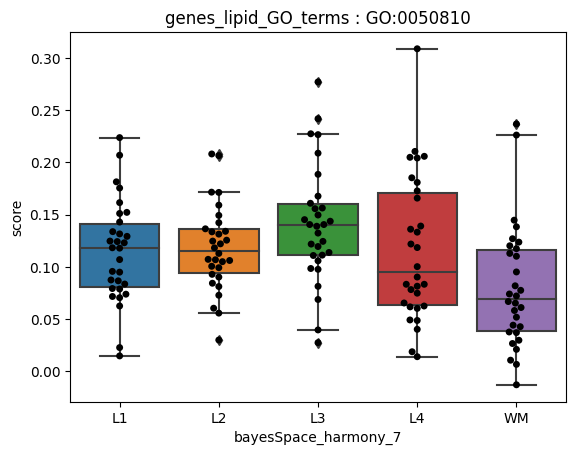 genes_lipid_GO_terms : GO:0050810
0.30
0.25
0.20
0.15
0.10
0.05
0.00
score
L1 L2 L3 L4 WM
bayesSpace_harmony_7